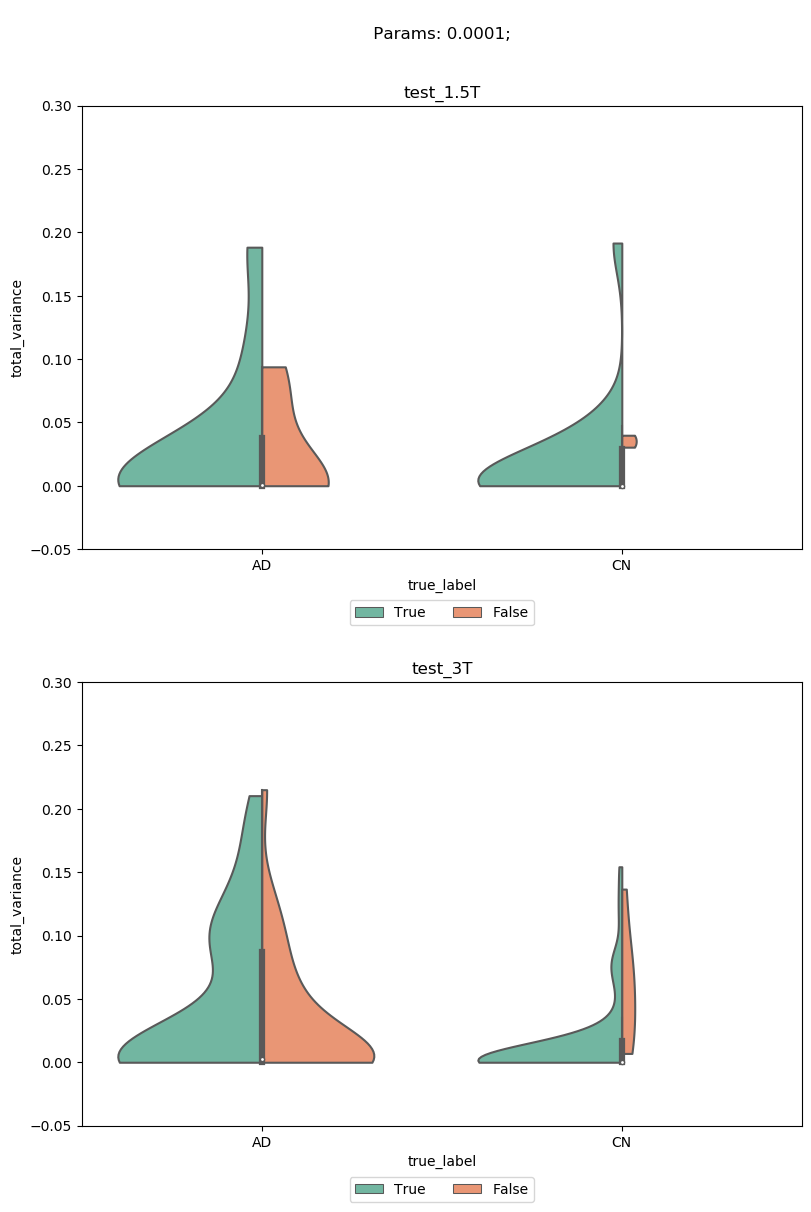 Params: 0.0001;
test_1.5T
0.30
0.25
0.20
0.15
0.10
0.05
0.00
−0.05
total_variance
AD CN
true_label
True False
test_3T
0.30
0.25
0.20
0.15
0.10
0.05
0.00
−0.05
total_variance
AD CN
true_label
True False